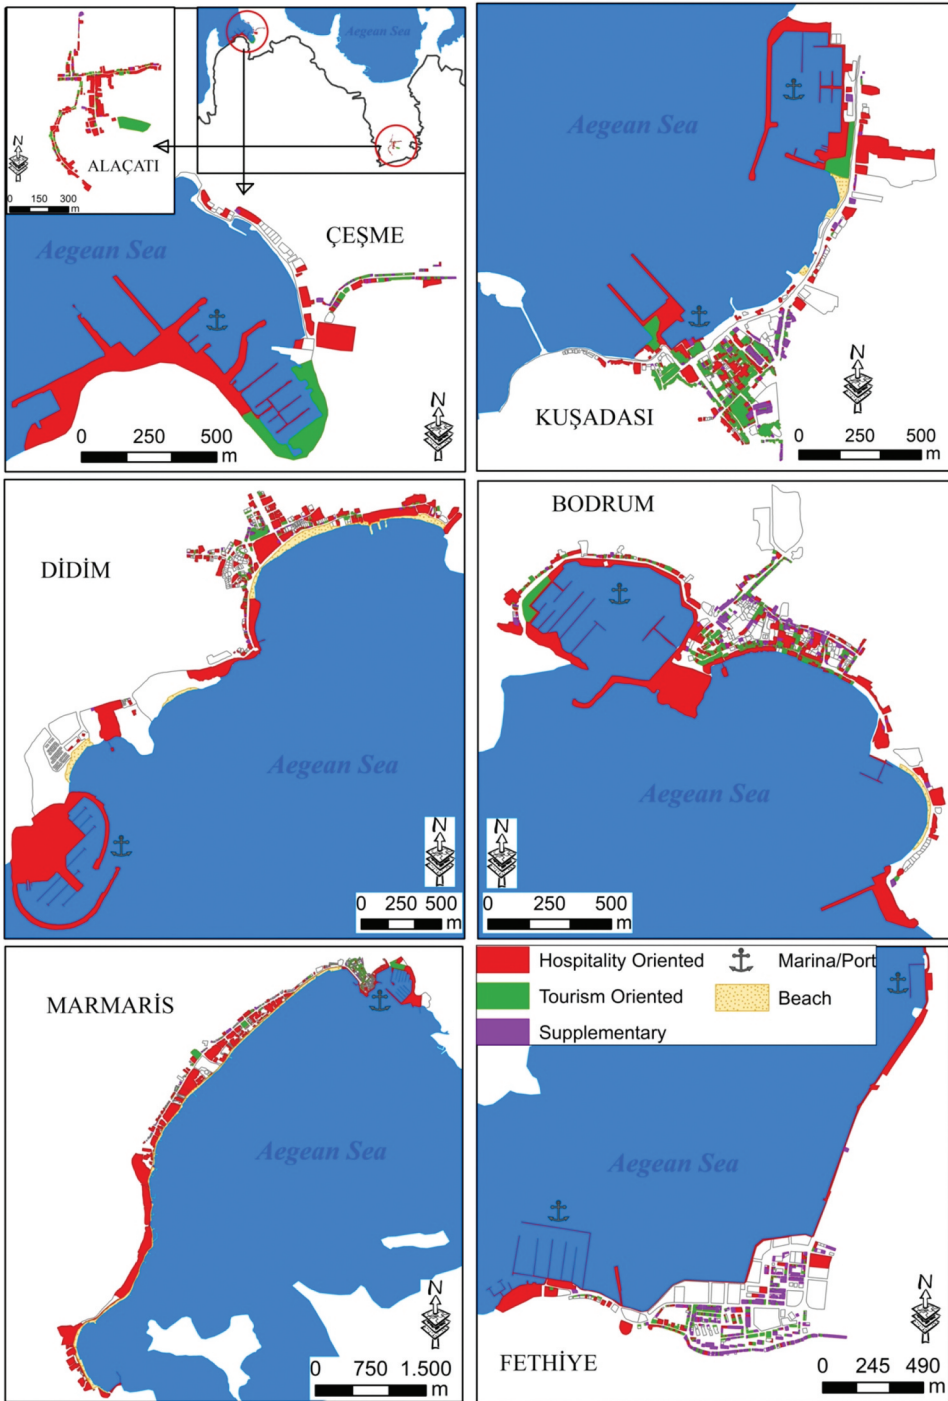 Aegean Sea
N
ALAÇATI
0 150 300
m
ÇEŞME
Aegean Sea
N
0 250 500
m
Aegean Sea
N
KUŞADASI
0 250 500
m
DİDİM
Aegean Sea
N
0 250 500
m
BODRUM
Aegean Sea
N
0 250 500
m
MARMARİS
Aegean Sea
N
0 750 1.500
m
Hospitality Oriented Marina/Port
Tourism Oriented Beach
Supplementary
Aegean Sea
N
FETHİYE
0 245 490
m